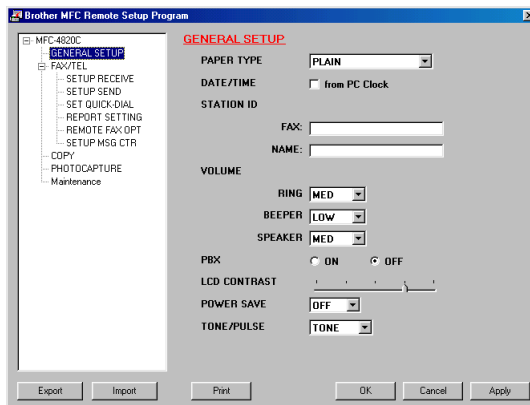 Brother MFC Remote Setup Program
MFC-4820C
GENERAL SETUP
FAX/TEL
SETUP RECEIVE
SETUP SEND
SET QUICK-DIAL
REPORT SETTING
REMOTE FAX OPT
SETUP MSG CTR
COPY
PHOTOCAPTURE
Maintenance
GENERAL SETUP
PAPER TYPE PLAIN
DATE/TIME from PC Clock
STATION ID
FAX:
NAME:
VOLUME
RING MED
BEEPER LOW
SPEAKER MED
PBX ON OFF
LCD CONTRAST
POWER SAVE OFF
TONE/PULSE TONE
Export Import Print OK Cancel Apply